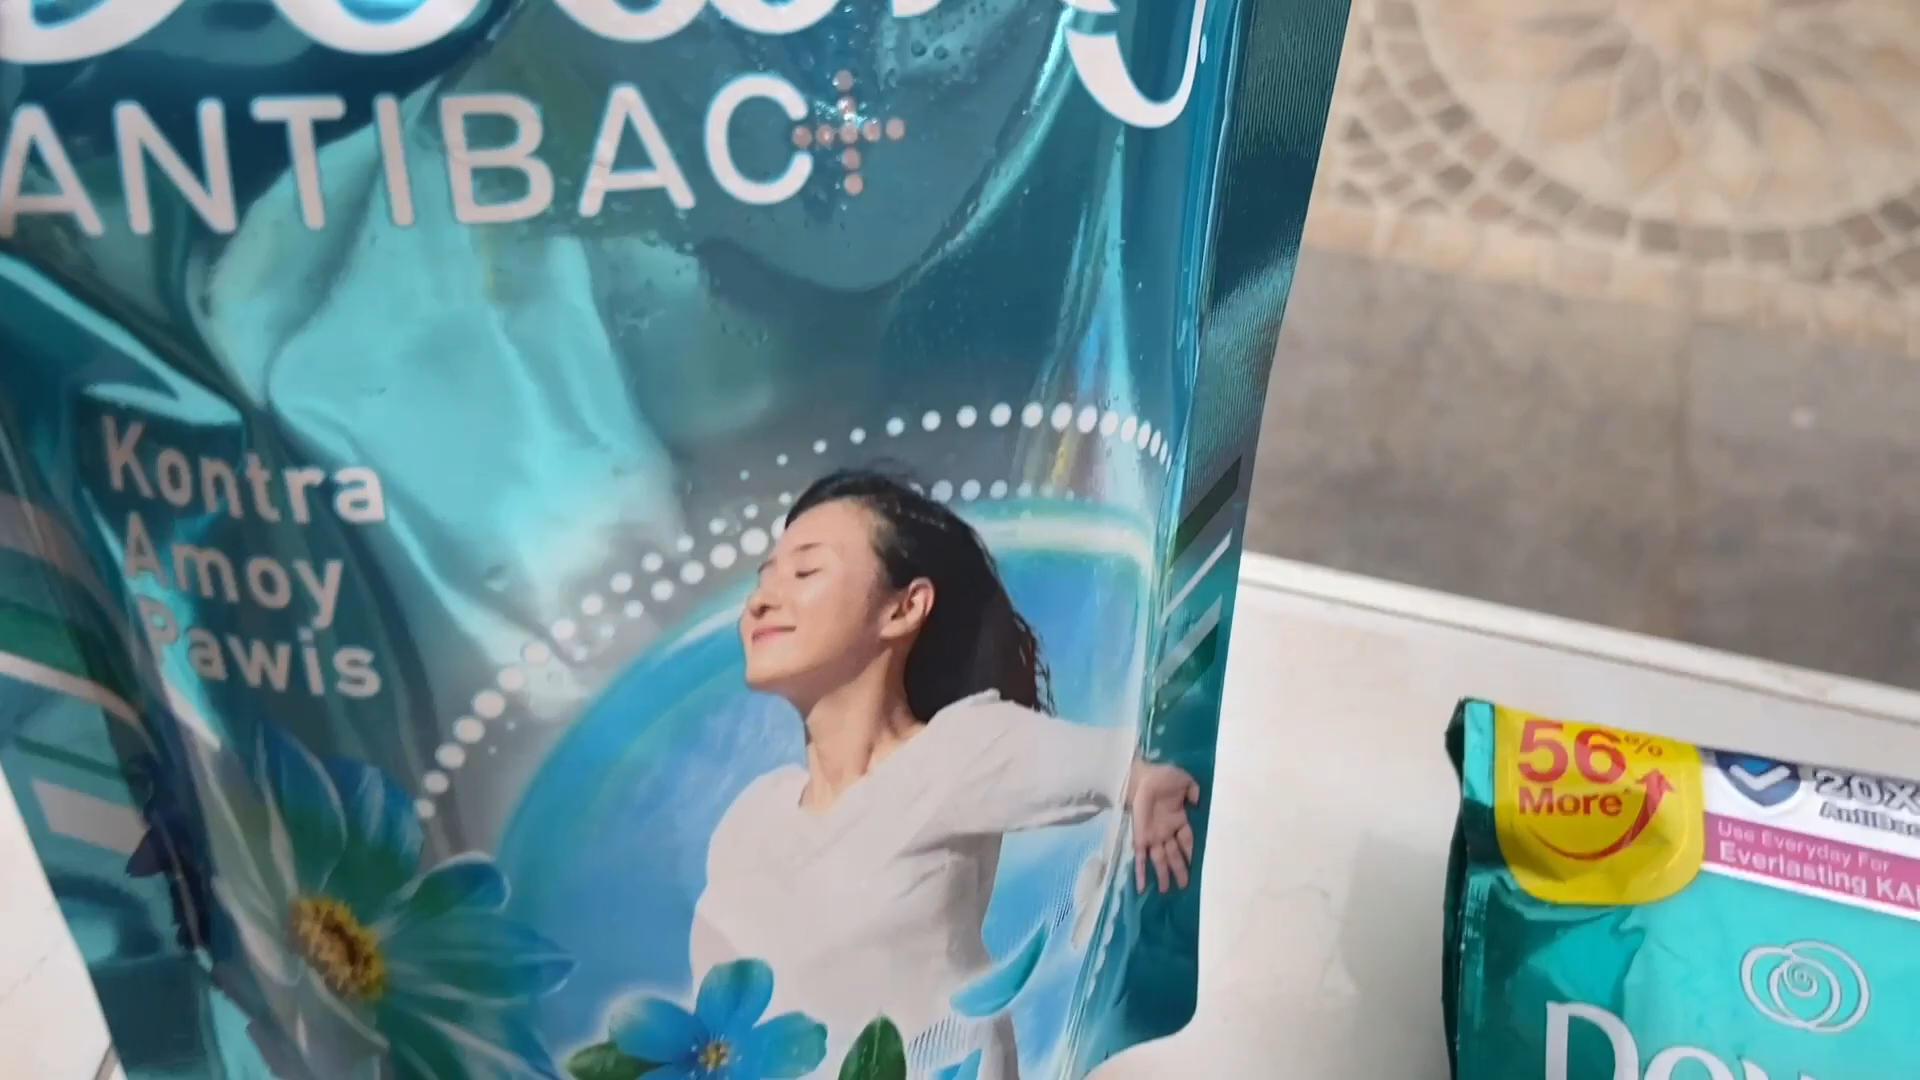 ANTIBAC+
Kontra
Amoy
Pawis
56%
More
20X
Use Everyday For
Everlasting